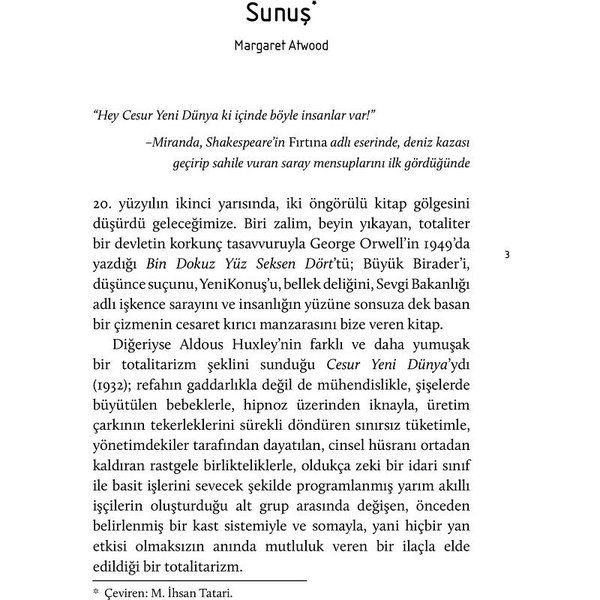 Sunuş*
Margaret Atwood
“Hey Cesur Yeni Dünya ki içinde böyle insanlar var!”
–Miranda, Shakespeare’in Fırtına adlı eserinde, deniz kazası
geçirip sahile vuran saray mensuplarını ilk gördüğünde
20. yüzyılın ikinci yarısında, iki öngörülü kitap gölgesini
düşürdü geleceğimize. Biri zalim, beyin yıkayan, totaliter
bir devletin korkunç tasavvuruyla George Orwell’in 1949’da
yazdığı Bin Dokuz Yüz Seksen Dört’tü; Büyük Birader’i,
düşünce suçunu, YeniKonuş’u, bellek deliğini, Sevgi Bakanlığı
adlı işkence sarayını ve insanlığın yüzüne sonsuza dek basan
bir çizmenin cesaret kırıcı manzarasını bize veren kitap.
Diğeriyse Aldous Huxley’nin farklı ve daha yumuşak
bir totalitarizm şeklini sunduğu Cesur Yeni Dünya’ydı
(1932); refahın gaddarlıkla değil de mühendislikle, şişelerde
büyütülen bebeklerle, hipnoz üzerinden iknayla, üretim
çarkının tekerleklerini sürekli döndüren sınırsız tüketimle,
yönetimdekiler tarafından dayatılan, cinsel hüsranı ortadan
kaldıran rastgele birlikteliklerle, oldukça zeki bir idari sınıf
ile basit işlerini sevecek şekilde programlanmış yarım akıllı
işçilerin oluşturduğu alt grup arasında değişen, önceden
belirlenmiş bir kast sistemiyle ve somayla, yani hiçbir yan
etkisi olmaksızın anında mutluluk veren bir ilaçla elde
edildiği bir totalitarizm.
* Çeviren: M. İhsan Tatari.
3